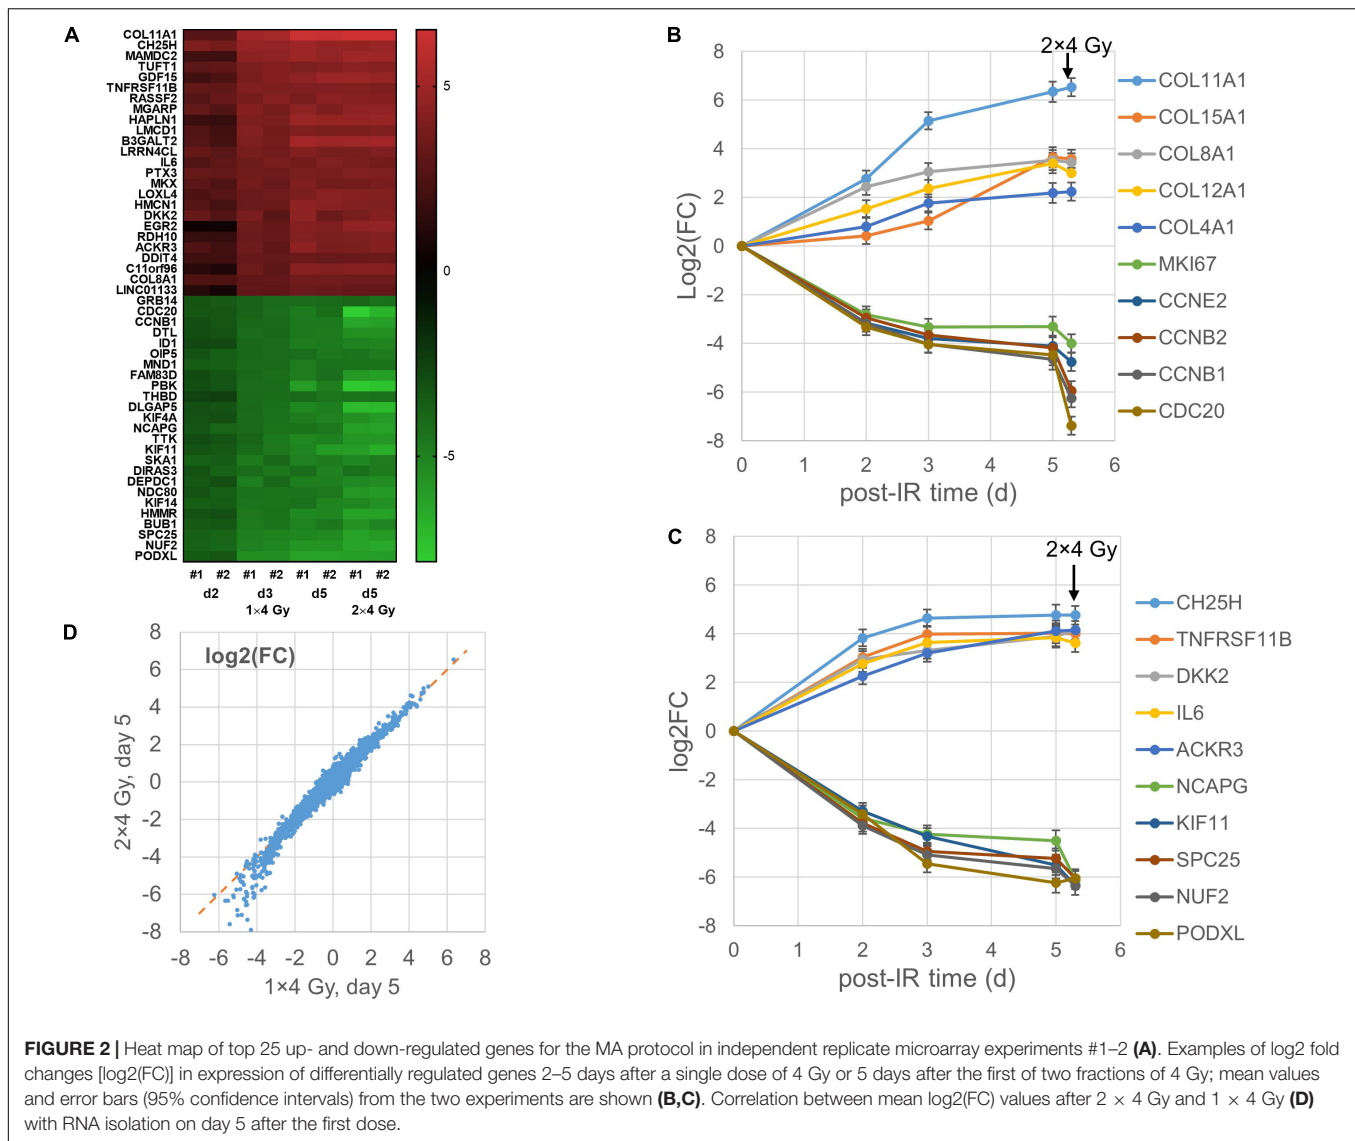 A
COL11A1
CH25H
MAMDC2
TUFT1
GDF15
TNFRSF11B
RASSF2
MGARP
HAPLN1
LMCD1
B3GALT2
LRRN4CL
IL6
PTX3
MKX
LOXL4
HMCN1
DKK2
EGR2
RDH10
ACKR3
DDIT4
C11orf96
COL8A1
LINC01133
GRB14
CDC20
CCNB1
DTL
ID1
OIP5
MND1
FAM83D
PBK
THBD
DLGAP5
KIF4A
NCAPG
TTK
KIF11
SKA1
DIRAS3
DEPDC1
NDC80
KIF14
HMMR
BUB1
SPC25
NUF2
PODXL
#1 #2 #1 #2 #1 #2 #1 #2
d2 d3 d5 d5
1×4 Gy 2×4 Gy
5
0
-5
B
2×4 Gy
8
6
4
2
0
-2
-4
-6
-8
Log2(FC)
0 1 2 3 4 5 6
post-IR time (d)
COL11A1
COL15A1
COL8A1
COL12A1
COL4A1
MKI67
CCNE2
CCNB2
CCNB1
CDC20
C
2×4 Gy
8
6
4
2
0
-2
-4
-6
-8
log2FC
0 1 2 3 4 5 6
post-IR time (d)
CH25H
TNFRSF11B
DKK2
IL6
ACKR3
NCAPG
KIF11
SPC25
NUF2
PODXL
D
log2(FC)
8
6
4
2
0
-2
-4
-6
-8
2×4 Gy, day 5
-8 -6 -4 -2 0 2 4 6 8
1×4 Gy, day 5
FIGURE 2 | Heat map of top 25 up- and down-regulated genes for the MA protocol in independent replicate microarray experiments #1–2 (A). Examples of log2 fold
changes [log2(FC)] in expression of differentially regulated genes 2–5 days after a single dose of 4 Gy or 5 days after the first of two fractions of 4 Gy; mean values
and error bars (95% confidence intervals) from the two experiments are shown (B,C). Correlation between mean log2(FC) values after 2 × 4 Gy and 1 × 4 Gy (D)
with RNA isolation on day 5 after the first dose.